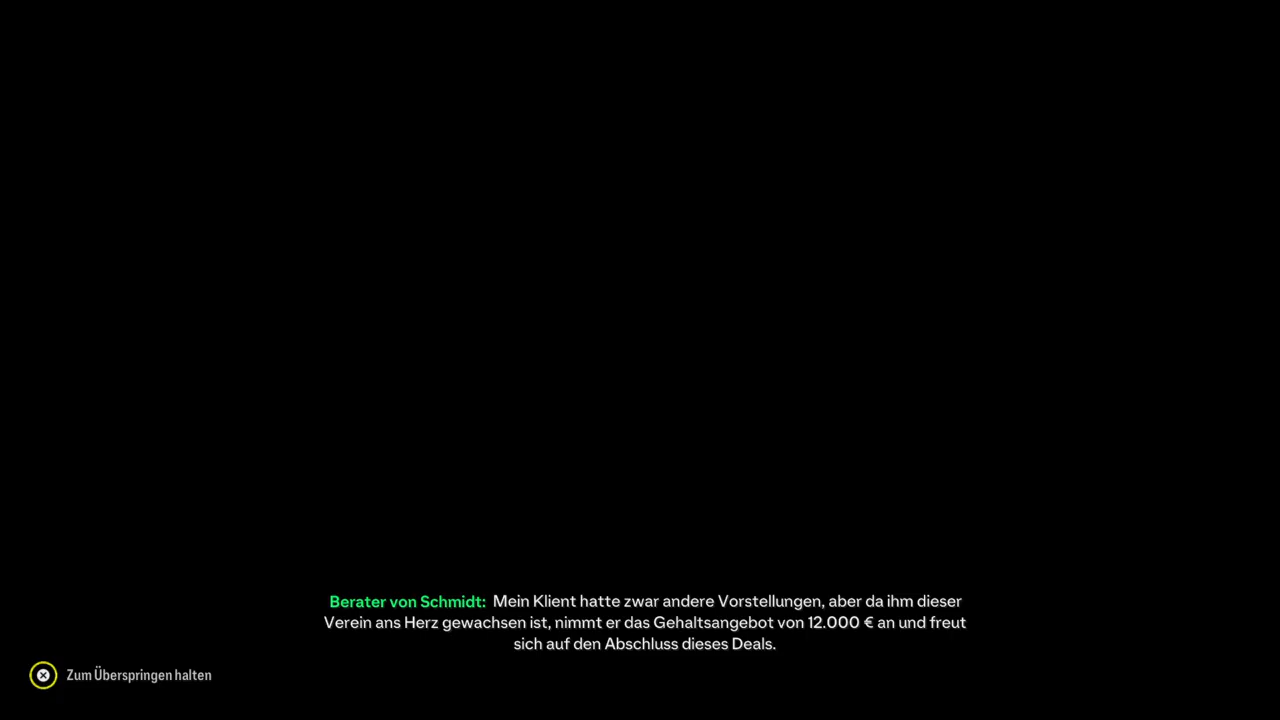 Berater von Schmidt: Mein Klient hatte zwar andere Vorstellungen, aber da ihm dieser
Verein ans Herz gewachsen ist, nimmt er das Gehaltsangebot von 12.000 € an und freut
sich auf den Abschluss dieses Deals.
Zum Überspringen halten